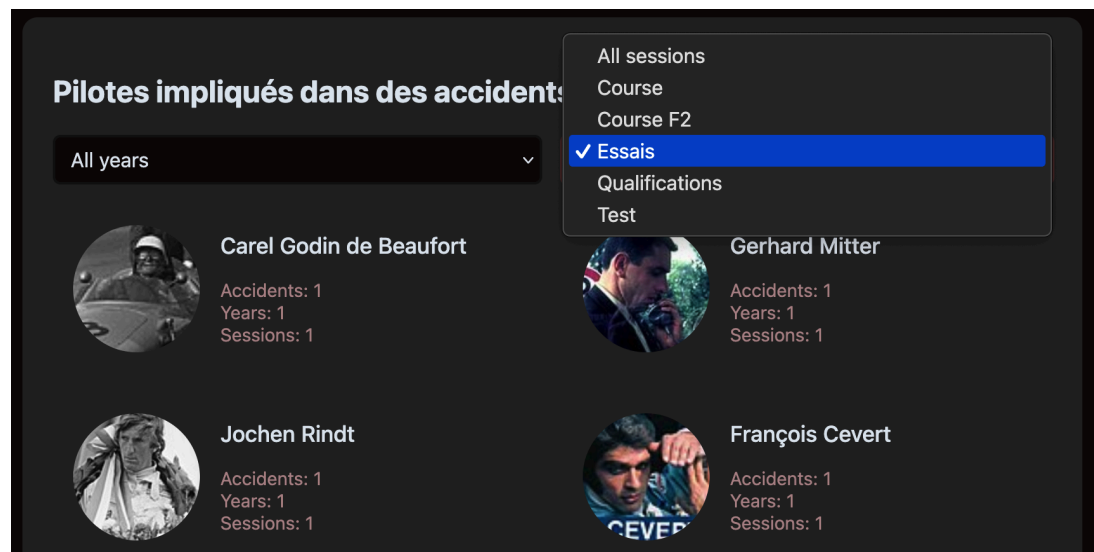 Pilotes impliqués dans des accidents
All sessions
Course
Course F2
✓ Essais
Qualifications
Test
All years
Carel Godin de Beaufort
Accidents: 1
Years: 1
Sessions: 1
Gerhard Mitter
Accidents: 1
Years: 1
Sessions: 1
Jochen Rindt
Accidents: 1
Years: 1
Sessions: 1
François Cevert
Accidents: 1
Years: 1
Sessions: 1
CEVERT